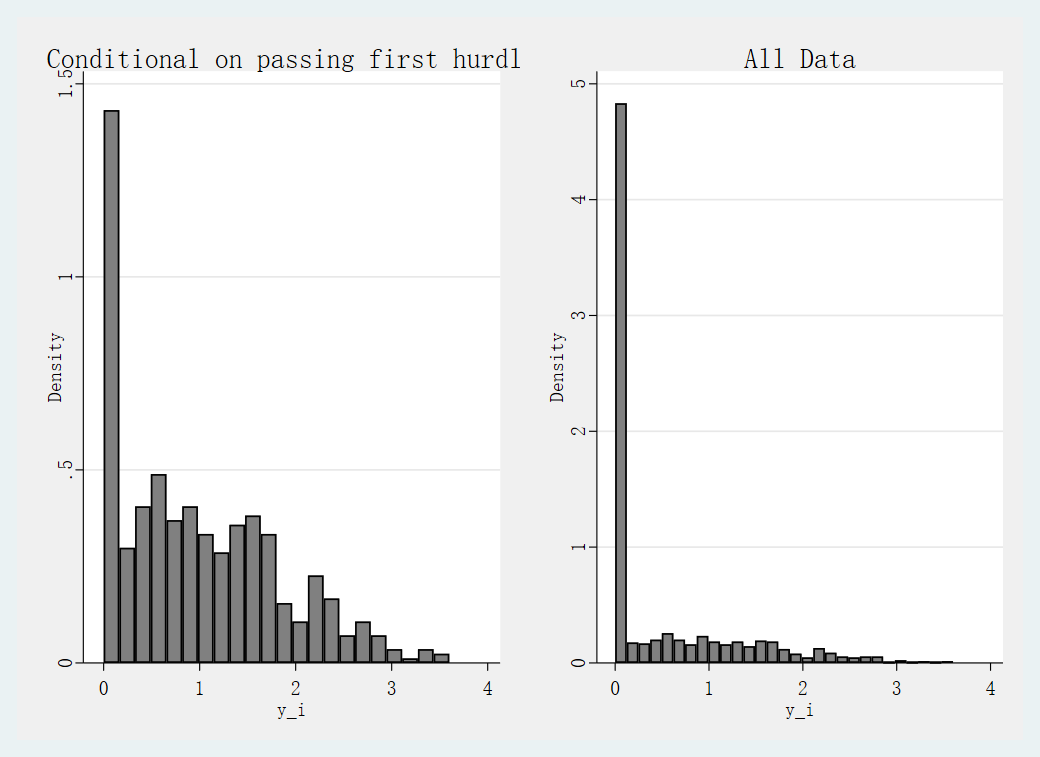 Conditional on passing first hurdl
All Data
Density
1.5
1
.5
0
0 1 2 3 4
y_i
Density
5
4
3
2
1
0
0 1 2 3 4
y_i